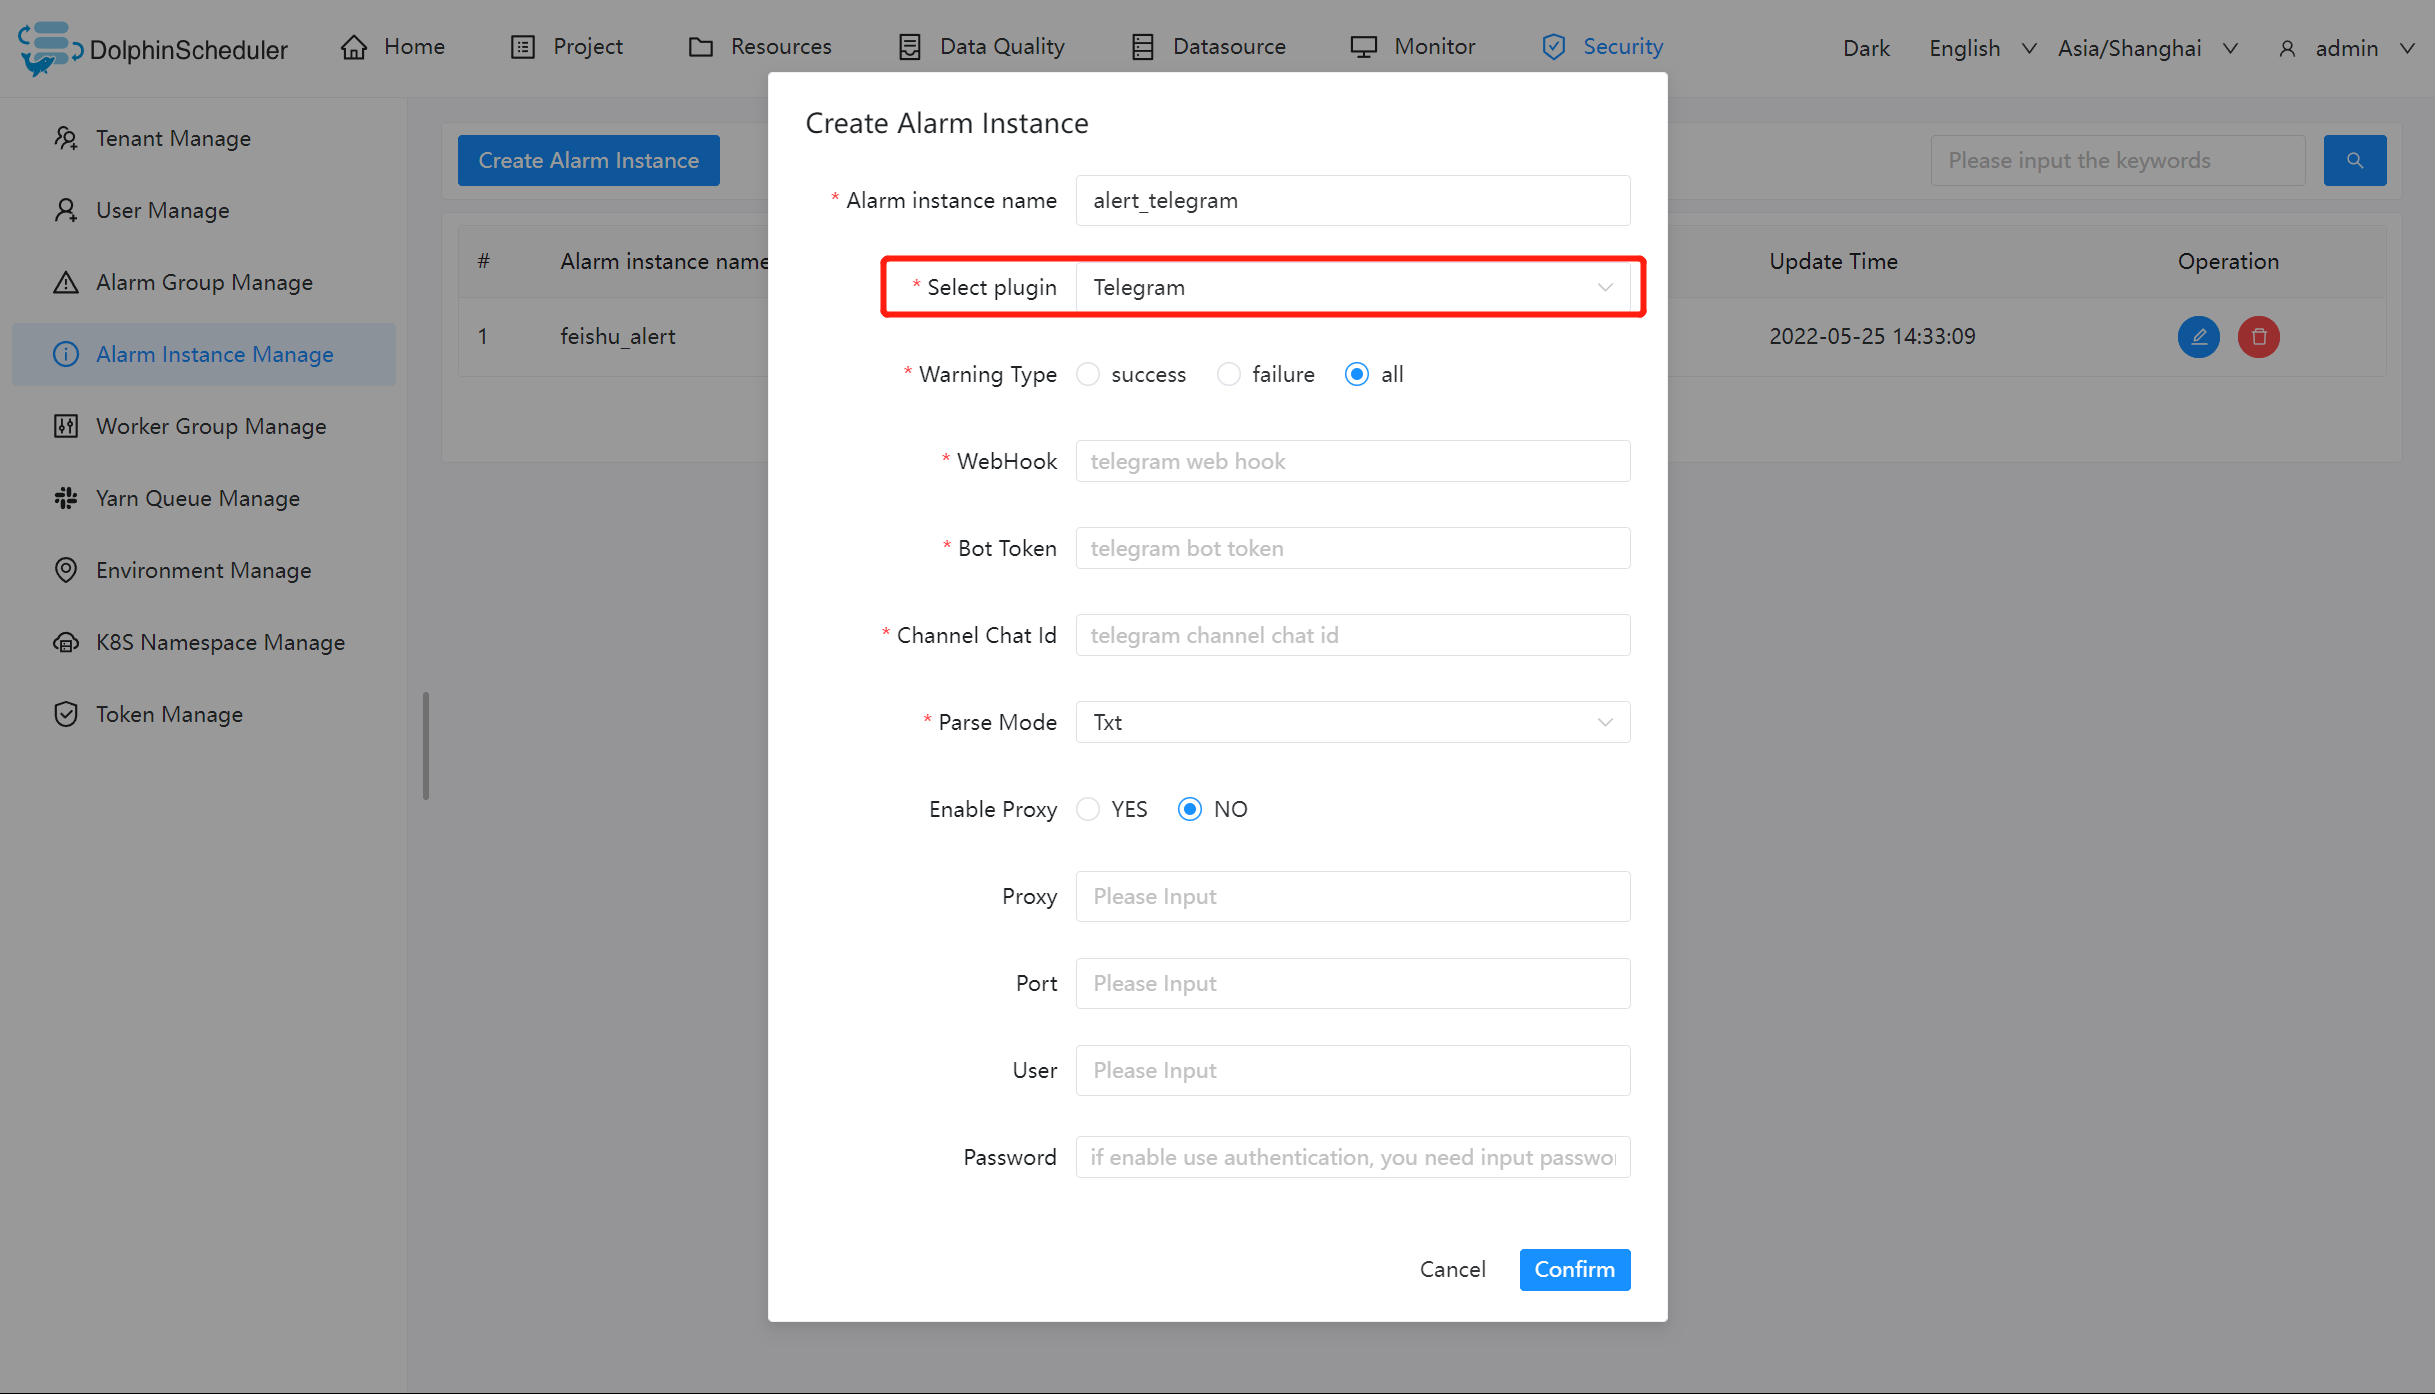 DolphinScheduler
Home
Project
Resources
Data Quality
Datasource
Monitor
Security
Dark
English
Asia/Shanghai
admin
Tenant Manage
User Manage
Alarm Group Manage
Alarm Instance Manage
Worker Group Manage
Yarn Queue Manage
Environment Manage
K8S Namespace Manage
Token Manage
Create Alarm Instance
Please input the keywords
# Alarm instance name Update Time Operation
1 feishu_alert 2022-05-25 14:33:09
Create Alarm Instance
* Alarm instance name alert_telegram
* Select plugin Telegram
* Warning Type success failure all
* WebHook telegram web hook
* Bot Token telegram bot token
* Channel Chat Id telegram channel chat id
* Parse Mode Txt
Enable Proxy YES NO
Proxy Please Input
Port Please Input
User Please Input
Password if enable use authentication, you need input
Cancel Confirm